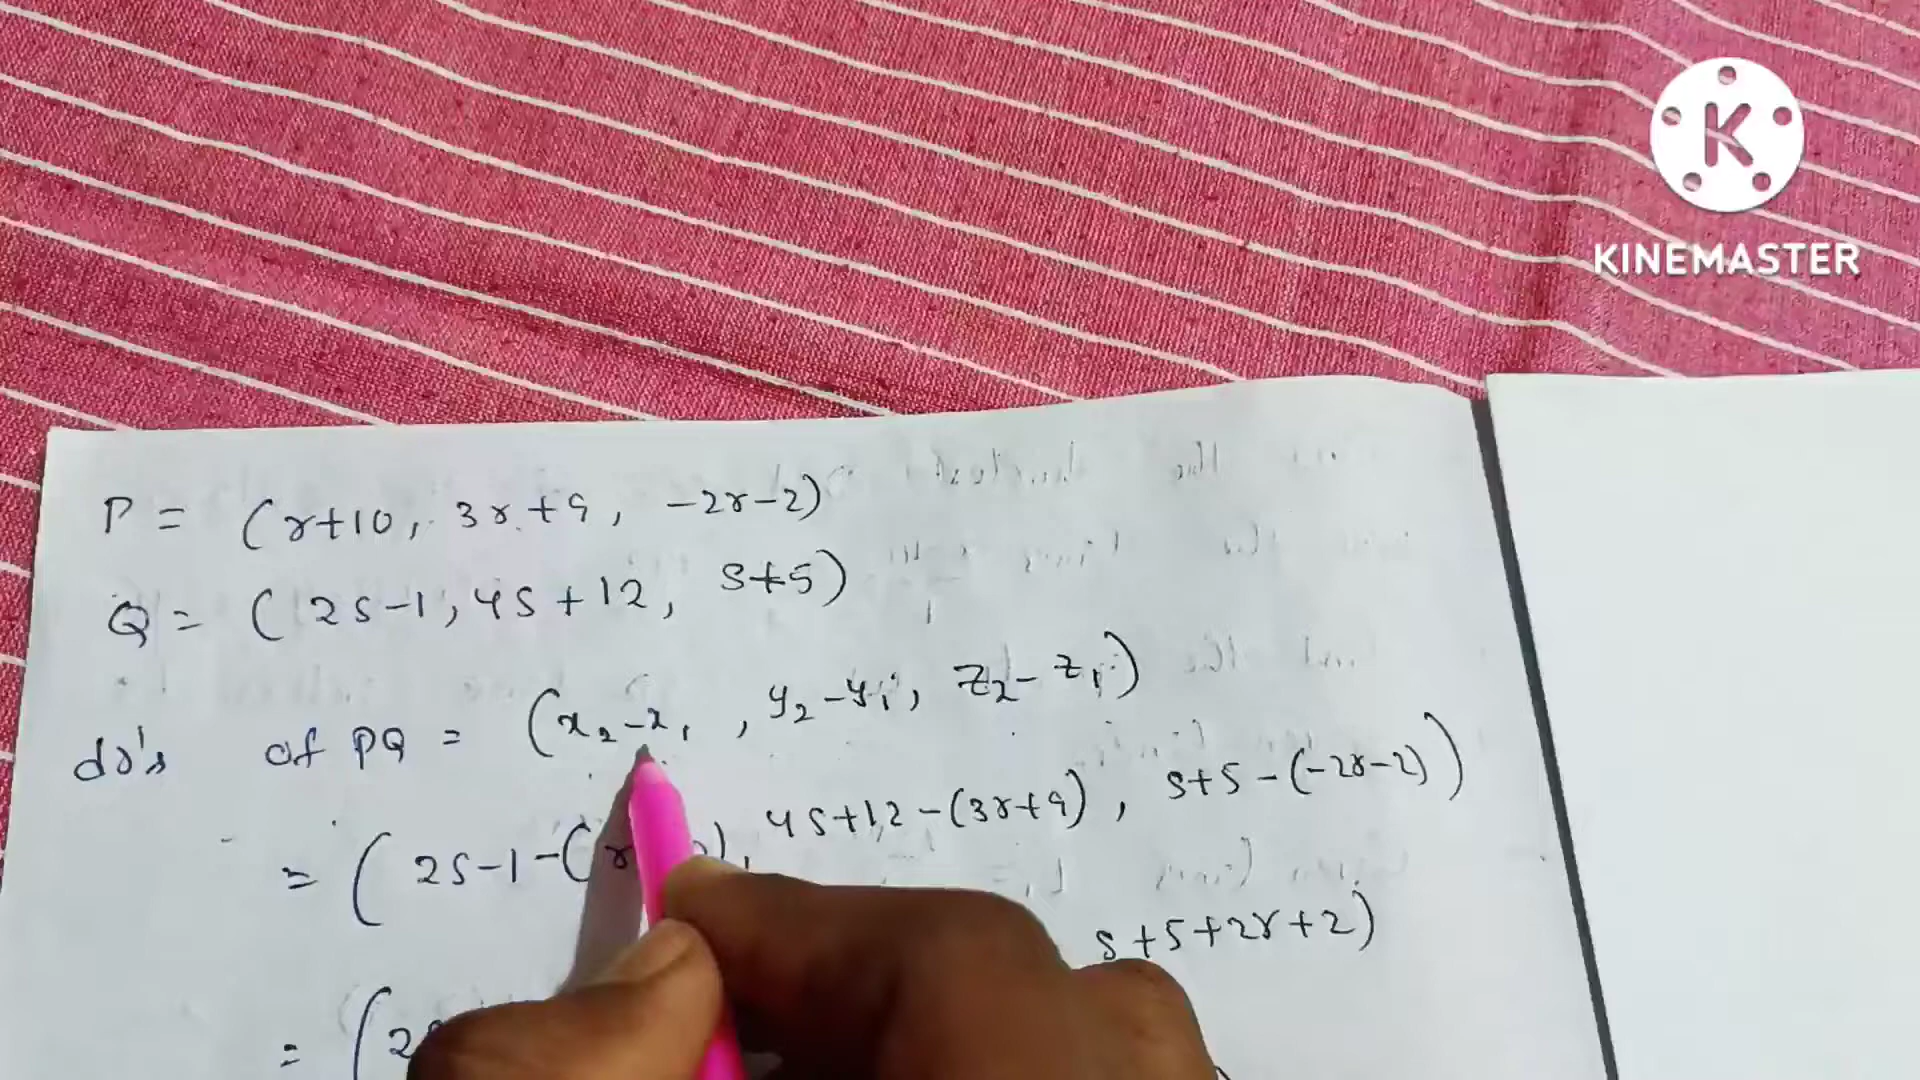 KINEMASTER
P = (r+10, 3r+9, -2r-2)
Q = (2s-1, 4s+12, s+5)
dr's of PQ = (x₂-x₁, y₂-y₁, z₂-z₁)
= (2s-1-(r ), 4s+12-(3r+9), s+5-(-2r-2))
s+5+2r+2)
= (2